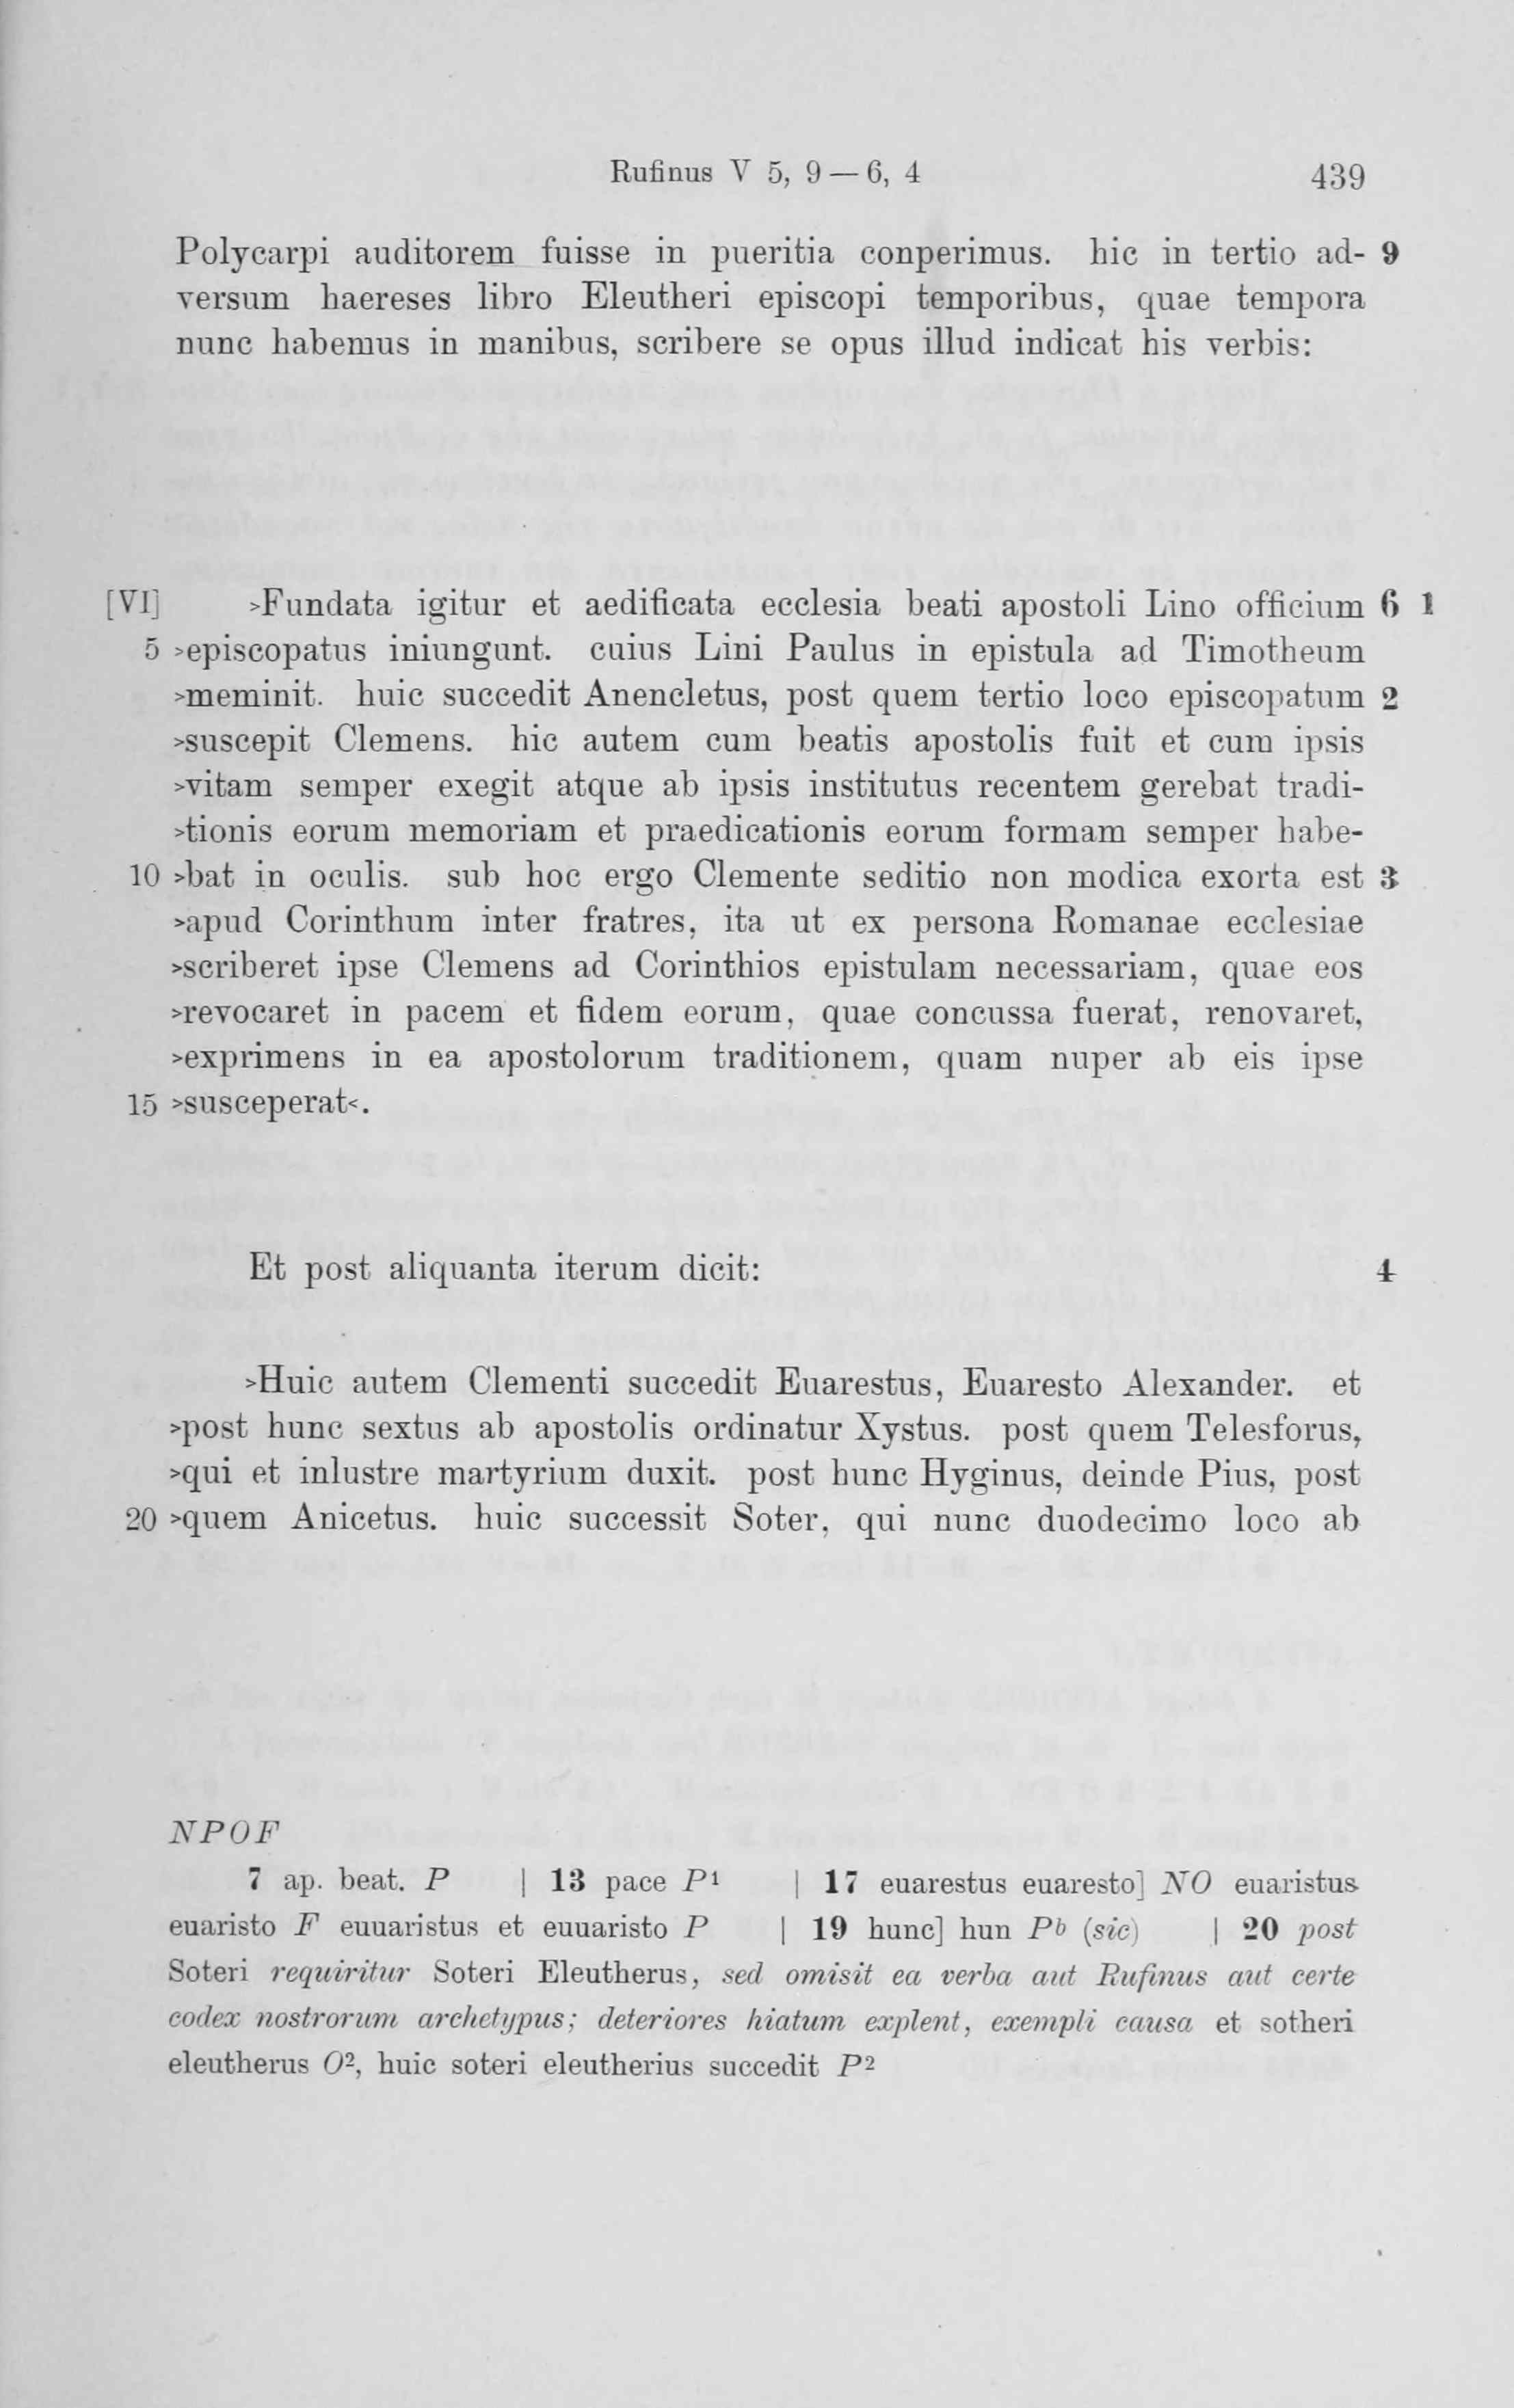 Rufinus V 5, 9 — 6, 4 439
Polycarpi auditorem fuisse in pueritia conperimus. hic in tertio ad- 9
versum haereses libro Eleutheri episcopi temporibus, quae tempora
nunc habemus in manibus, scribere se opus illud indicat his verbis:
[VI] >Fundata igitur et aedificata ecclesia beati apostoli Lino officium 6 1
5 >episcopatus iniungunt. cuius Lini Paulus in epistula ad Timotheum
>meminit. huic succedit Anencletus, post quem tertio loco episcopatum 2
>suscepit Clemens. hic autem cum beatis apostolis fuit et cum ipsis
>vitam semper exegit atque ab ipsis institutus recentem gerebat tradi-
>tionis eorum memoriam et praedicationis eorum formam semper habe-
10 >bat in oculis. sub hoc ergo Clemente seditio non modica exorta est 3
>apud Corinthum inter fratres, ita ut ex persona Romanae ecclesiae
>scriberet ipse Clemens ad Corinthios epistulam necessariam, quae eos
>revocaret in pacem et fidem eorum, quae concussa fuerat, renovaret,
>exprimens in ea apostolorum traditionem, quam nuper ab eis ipse
15 >susceperat<.
Et post aliquanta iterum dicit: 4
>Huic autem Clementi succedit Euarestus, Euaresto Alexander. et
>post hunc sextus ab apostolis ordinatur Xystus. post quem Telesforus,
>qui et inlustre martyrium duxit. post hunc Hyginus, deinde Pius, post
20 >quem Anicetus. huic successit Soter, qui nunc duodecimo loco ab
NPOF
7 ap. beat. P | 13 pace P¹ | 17 euarestus euaresto] NO euaristus
euaristo F euuaristus et euuaristo P | 19 hunc] hun Pb (sic) | 20 post
Soteri requiritur Soteri Eleutherus, sed omisit ea verba aut Rufinus aut certe
codex nostrorum archetypus; deteriores hiatum explent, exempli causa et sotheri
eleutherus O², huic soteri eleutherius succedit P²